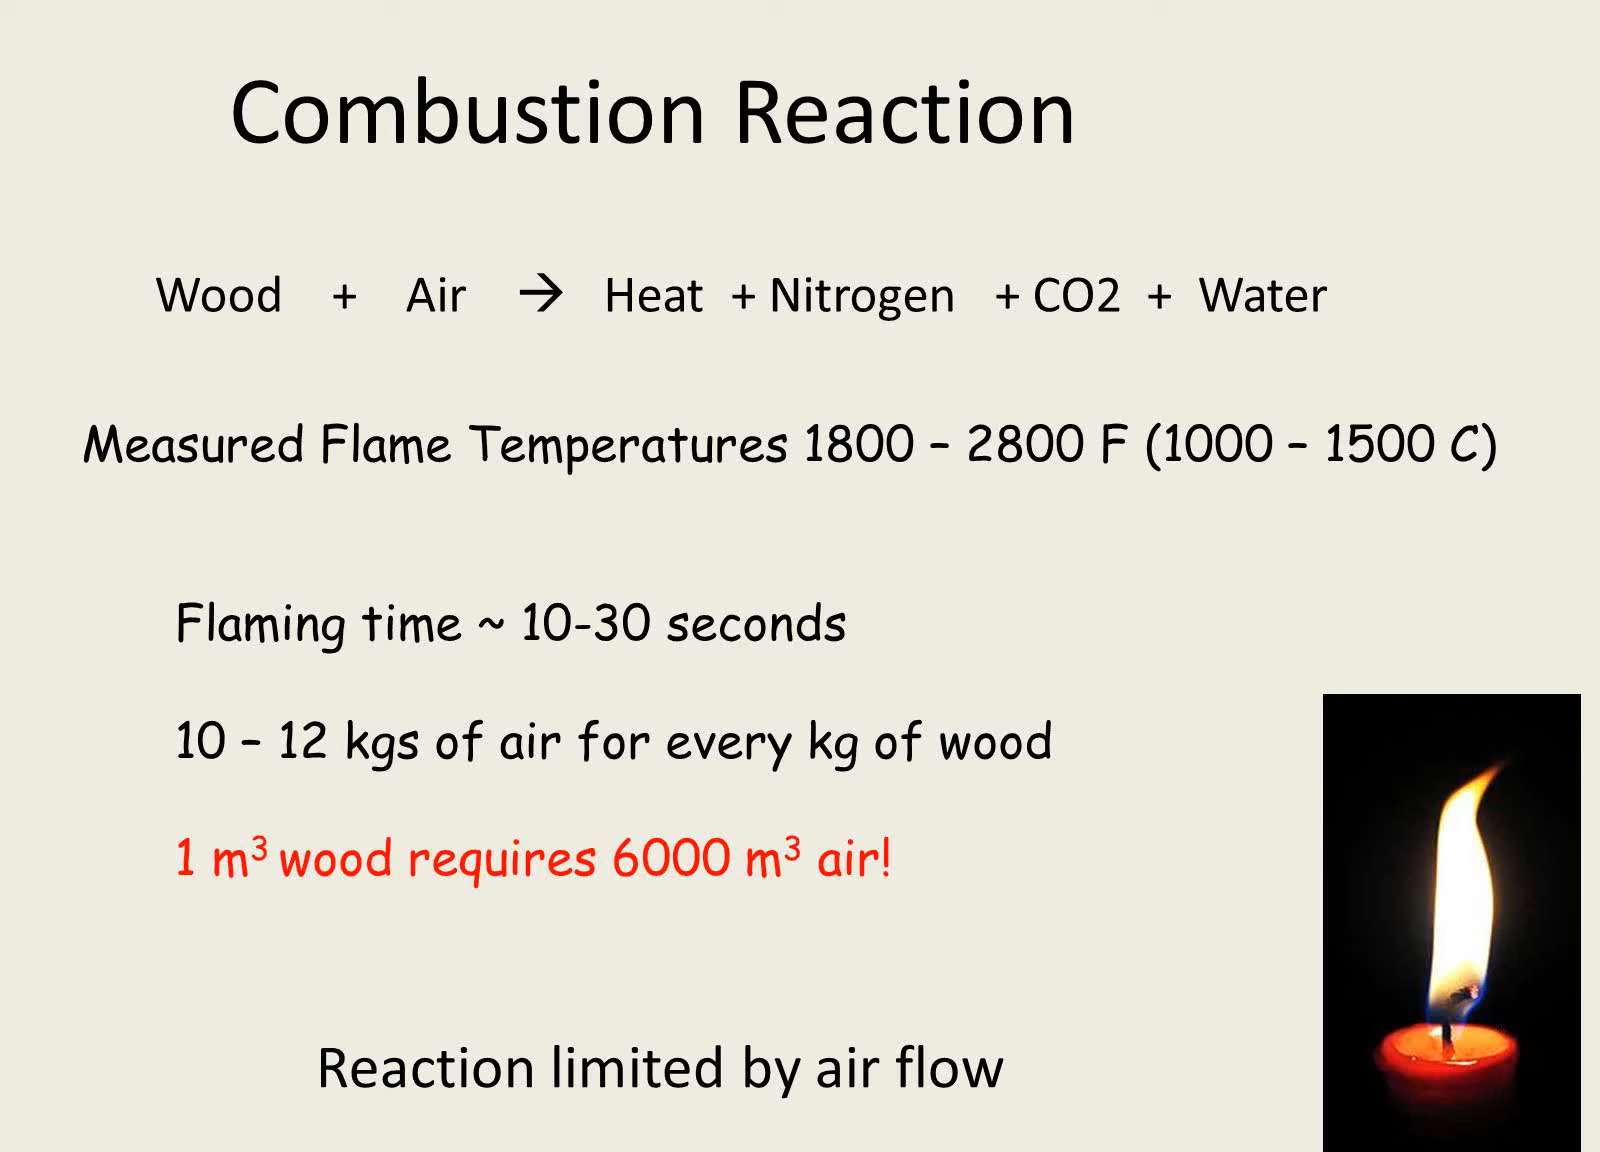 Combustion Reaction
Wood + Air → Heat + Nitrogen + CO2 + Water
Measured Flame Temperatures 1800 – 2800 F (1000 – 1500 C)
Flaming time ~ 10-30 seconds
10 – 12 kgs of air for every kg of wood
1 m³ wood requires 6000 m³ air!
Reaction limited by air flow